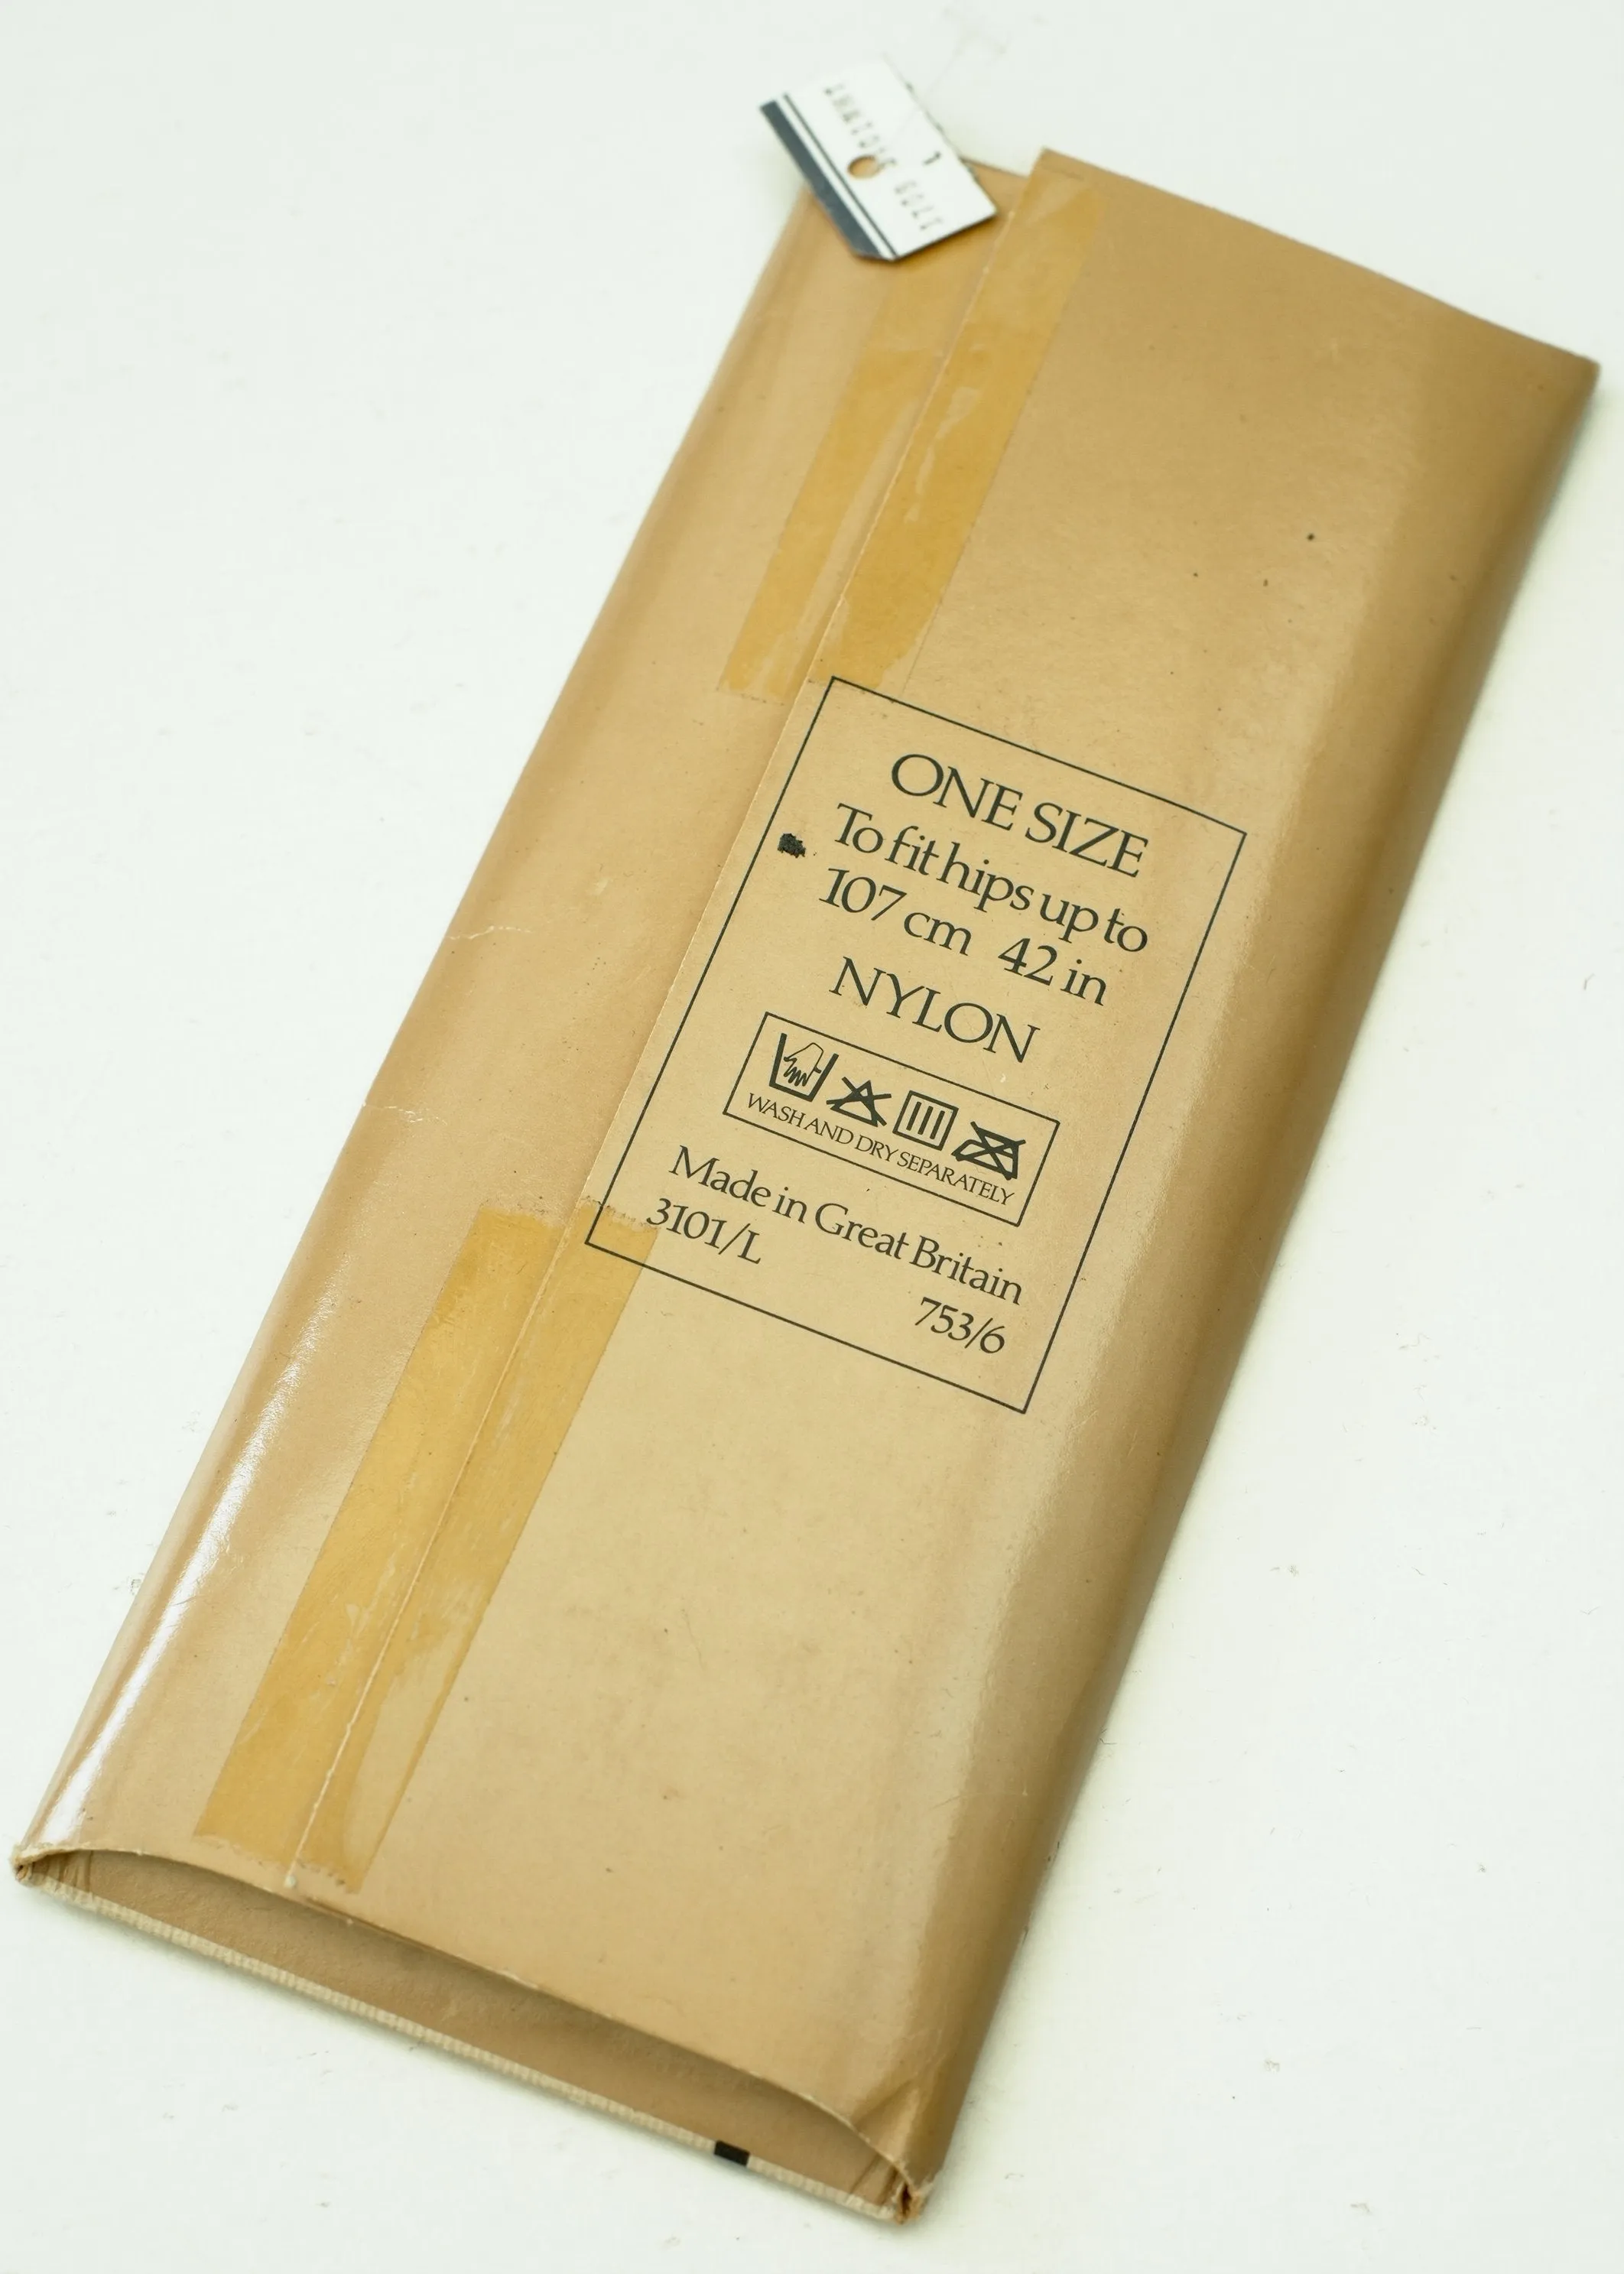 ONE SIZE
To fit hips up to
107 cm 42 in
NYLON
WASH AND DRY SEPARATELY
Made in Great Britain
3101/L
753/6